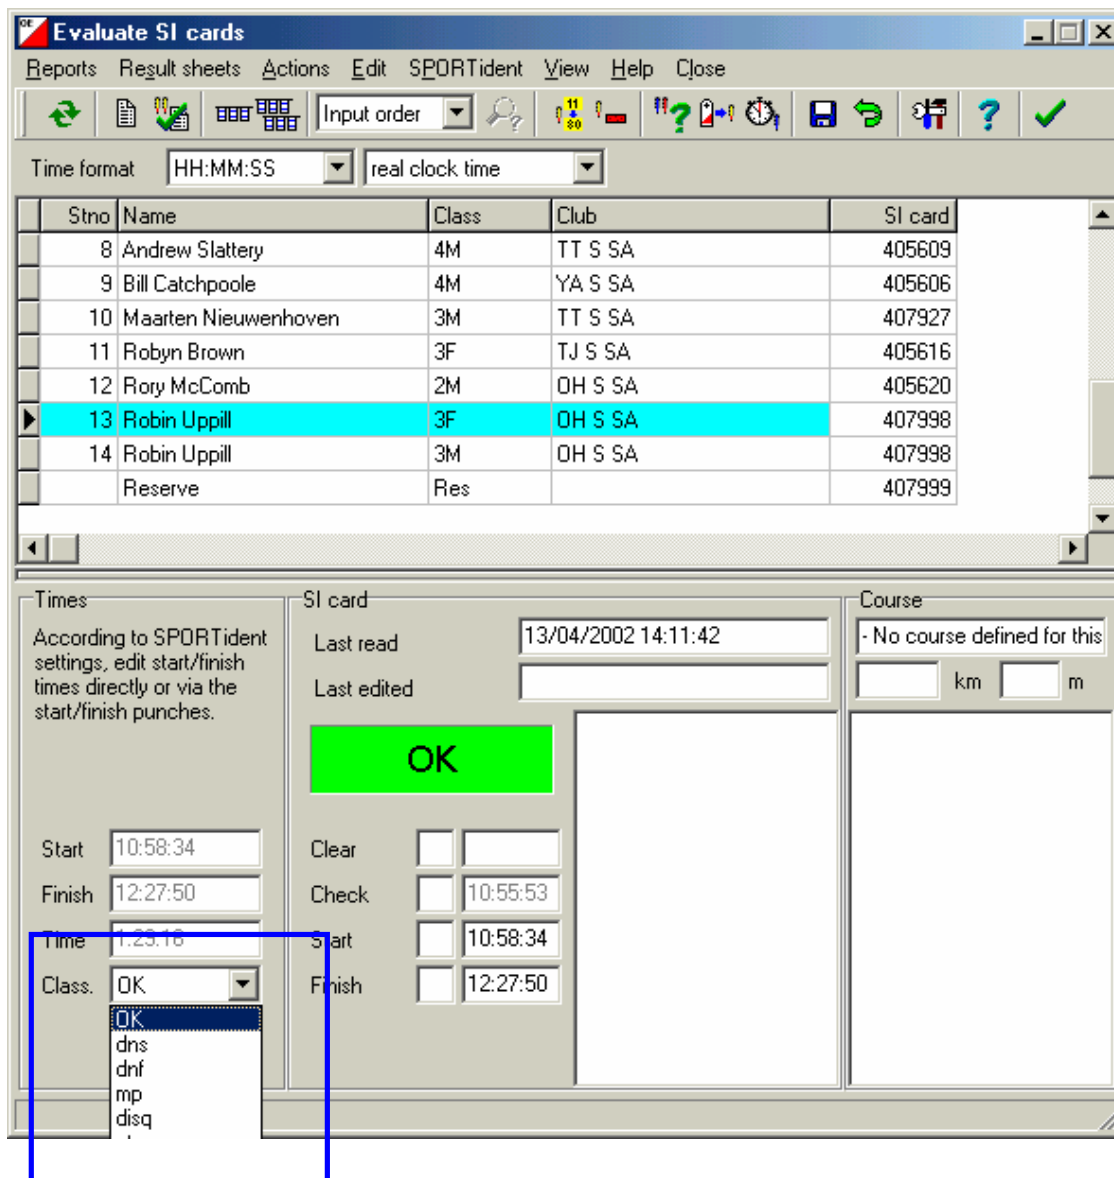 OE Evaluate SI cards
Reports Result sheets Actions Edit SPORTident View Help Close
Input order
11
80
Time format HH:MM:SS real clock time
Stno Name Class Club SI card
8 Andrew Slattery 4M TT S SA 405609
9 Bill Catchpoole 4M YA S SA 405606
10 Maarten Nieuwenhoven 3M TT S SA 407927
11 Robyn Brown 3F TJ S SA 405616
12 Rory McComb 2M OH S SA 405620
13 Robin Uppill 3F OH S SA 407998
14 Robin Uppill 3M OH S SA 407998
Reserve Res 407999
Times SI card Course
According to SPORTident
settings, edit start/finish
times directly or via the
start/finish punches.
Last read 13/04/2002 14:11:42
- No course defined for this
Last edited
km m
OK
Start 10:58:34 Clear
Finish 12:27:50 Check 10:55:53
Time Start 10:58:34
Class. OK Finish 12:27:50
OK
dns
dnf
mp
disq